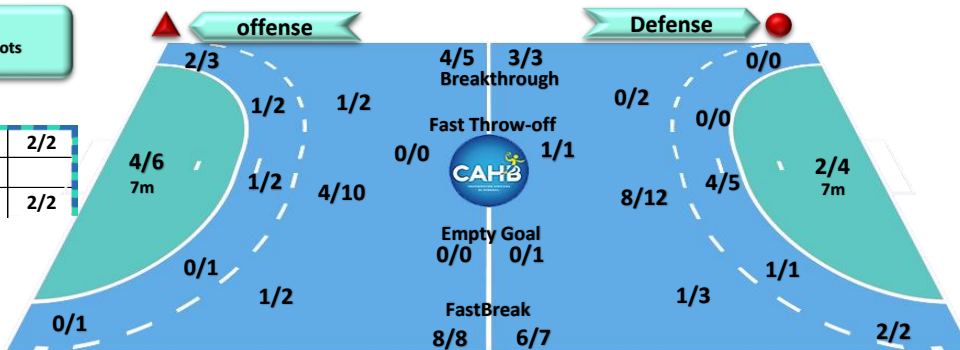 offense
Defense
ots
2/3
4/5
3/3
0/0
Breakthrough
1/2
1/2
0/2
0/0
Fast Throw-off
0/0
1/1
2/2
4/6
7m
CAHB
2/4
7m
1/2
4/10
8/12
4/5
2/2
Empty Goal
0/0
0/1
0/1
1/1
1/2
1/3
FastBreak
0/1
8/8
6/7
2/2